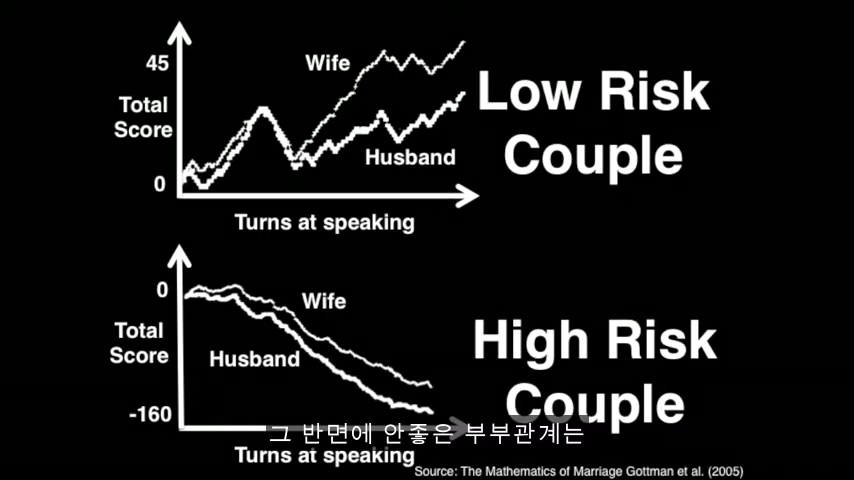 45
Total
Score
0
Wife
Husband
Turns at speaking
Low Risk
Couple
0
Total
Score
-160
Wife
Husband
Turns at speaking
High Risk
Couple
그 반면에 안좋은 부부관계는
Source: The Mathematics of Marriage Gottman et al. (2005)